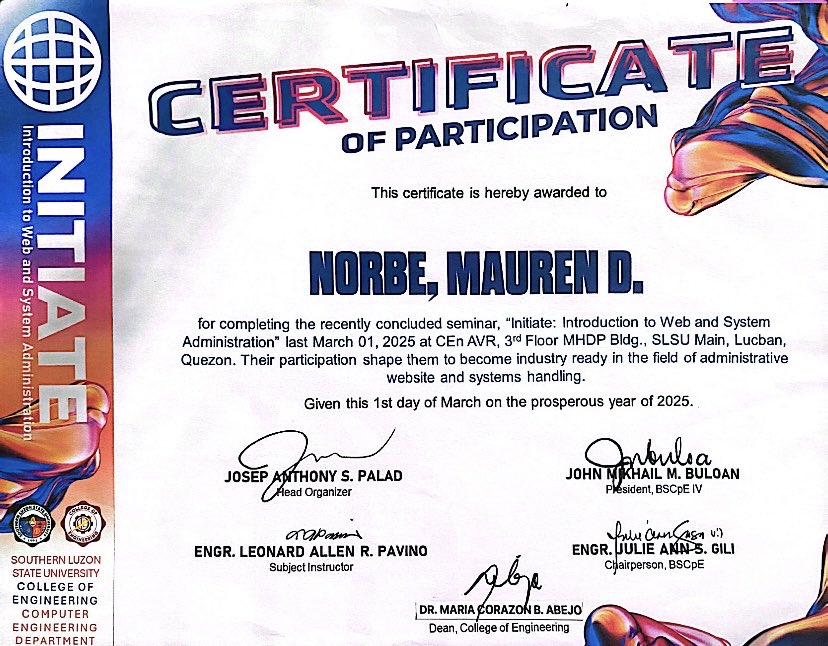 INITIATE
Introduction to Web and System Administration
SOUTHERN LUZON
STATE UNIVERSITY
COLLEGE OF
ENGINEERING
COMPUTER
ENGINEERING
DEPARTMENT
CERTIFICATE
OF PARTICIPATION
This certificate is hereby awarded to
NORBE, MAUREN D.
for completing the recently concluded seminar, “Initiate: Introduction to Web and System
Administration” last March 01, 2025 at CEn AVR, 3rd Floor MHDP Bldg., SLSU Main, Lucban,
Quezon. Their participation shape them to become industry ready in the field of administrative
website and systems handling.
Given this 1st day of March on the prosperous year of 2025.
JOSEP ANTHONY S. PALAD
Head Organizer
JOHN MIKHAIL M. BULOAN
President, BSCpE IV
ENGR. LEONARD ALLEN R. PAVINO
Subject Instructor
ENGR. JULIE ANN S. GILI
Chairperson, BSCpE
DR. MARIA CORAZON B. ABEJO
Dean, College of Engineering